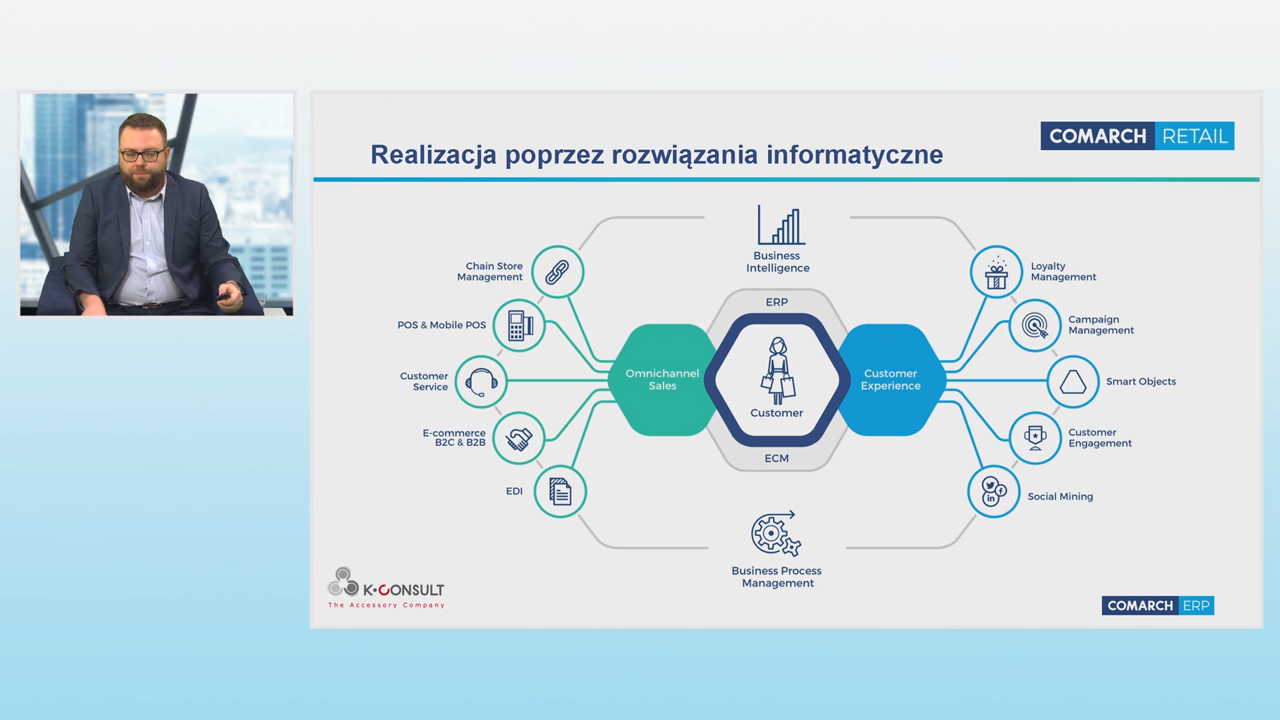 COMARCH RETAIL
Realizacja poprzez rozwiązania informatyczne
Business
Intelligence
Chain Store
Management
POS & Mobile POS
Customer
Service
E-commerce
B2C & B2B
EDI
Omnichannel
Sales
ERP
Customer
ECM
Customer
Experience
Loyalty
Management
Campaign
Management
Smart Objects
Customer
Engagement
Social Mining
Business Process
Management
K·CONSULT
The Accessory Company
COMARCH ERP